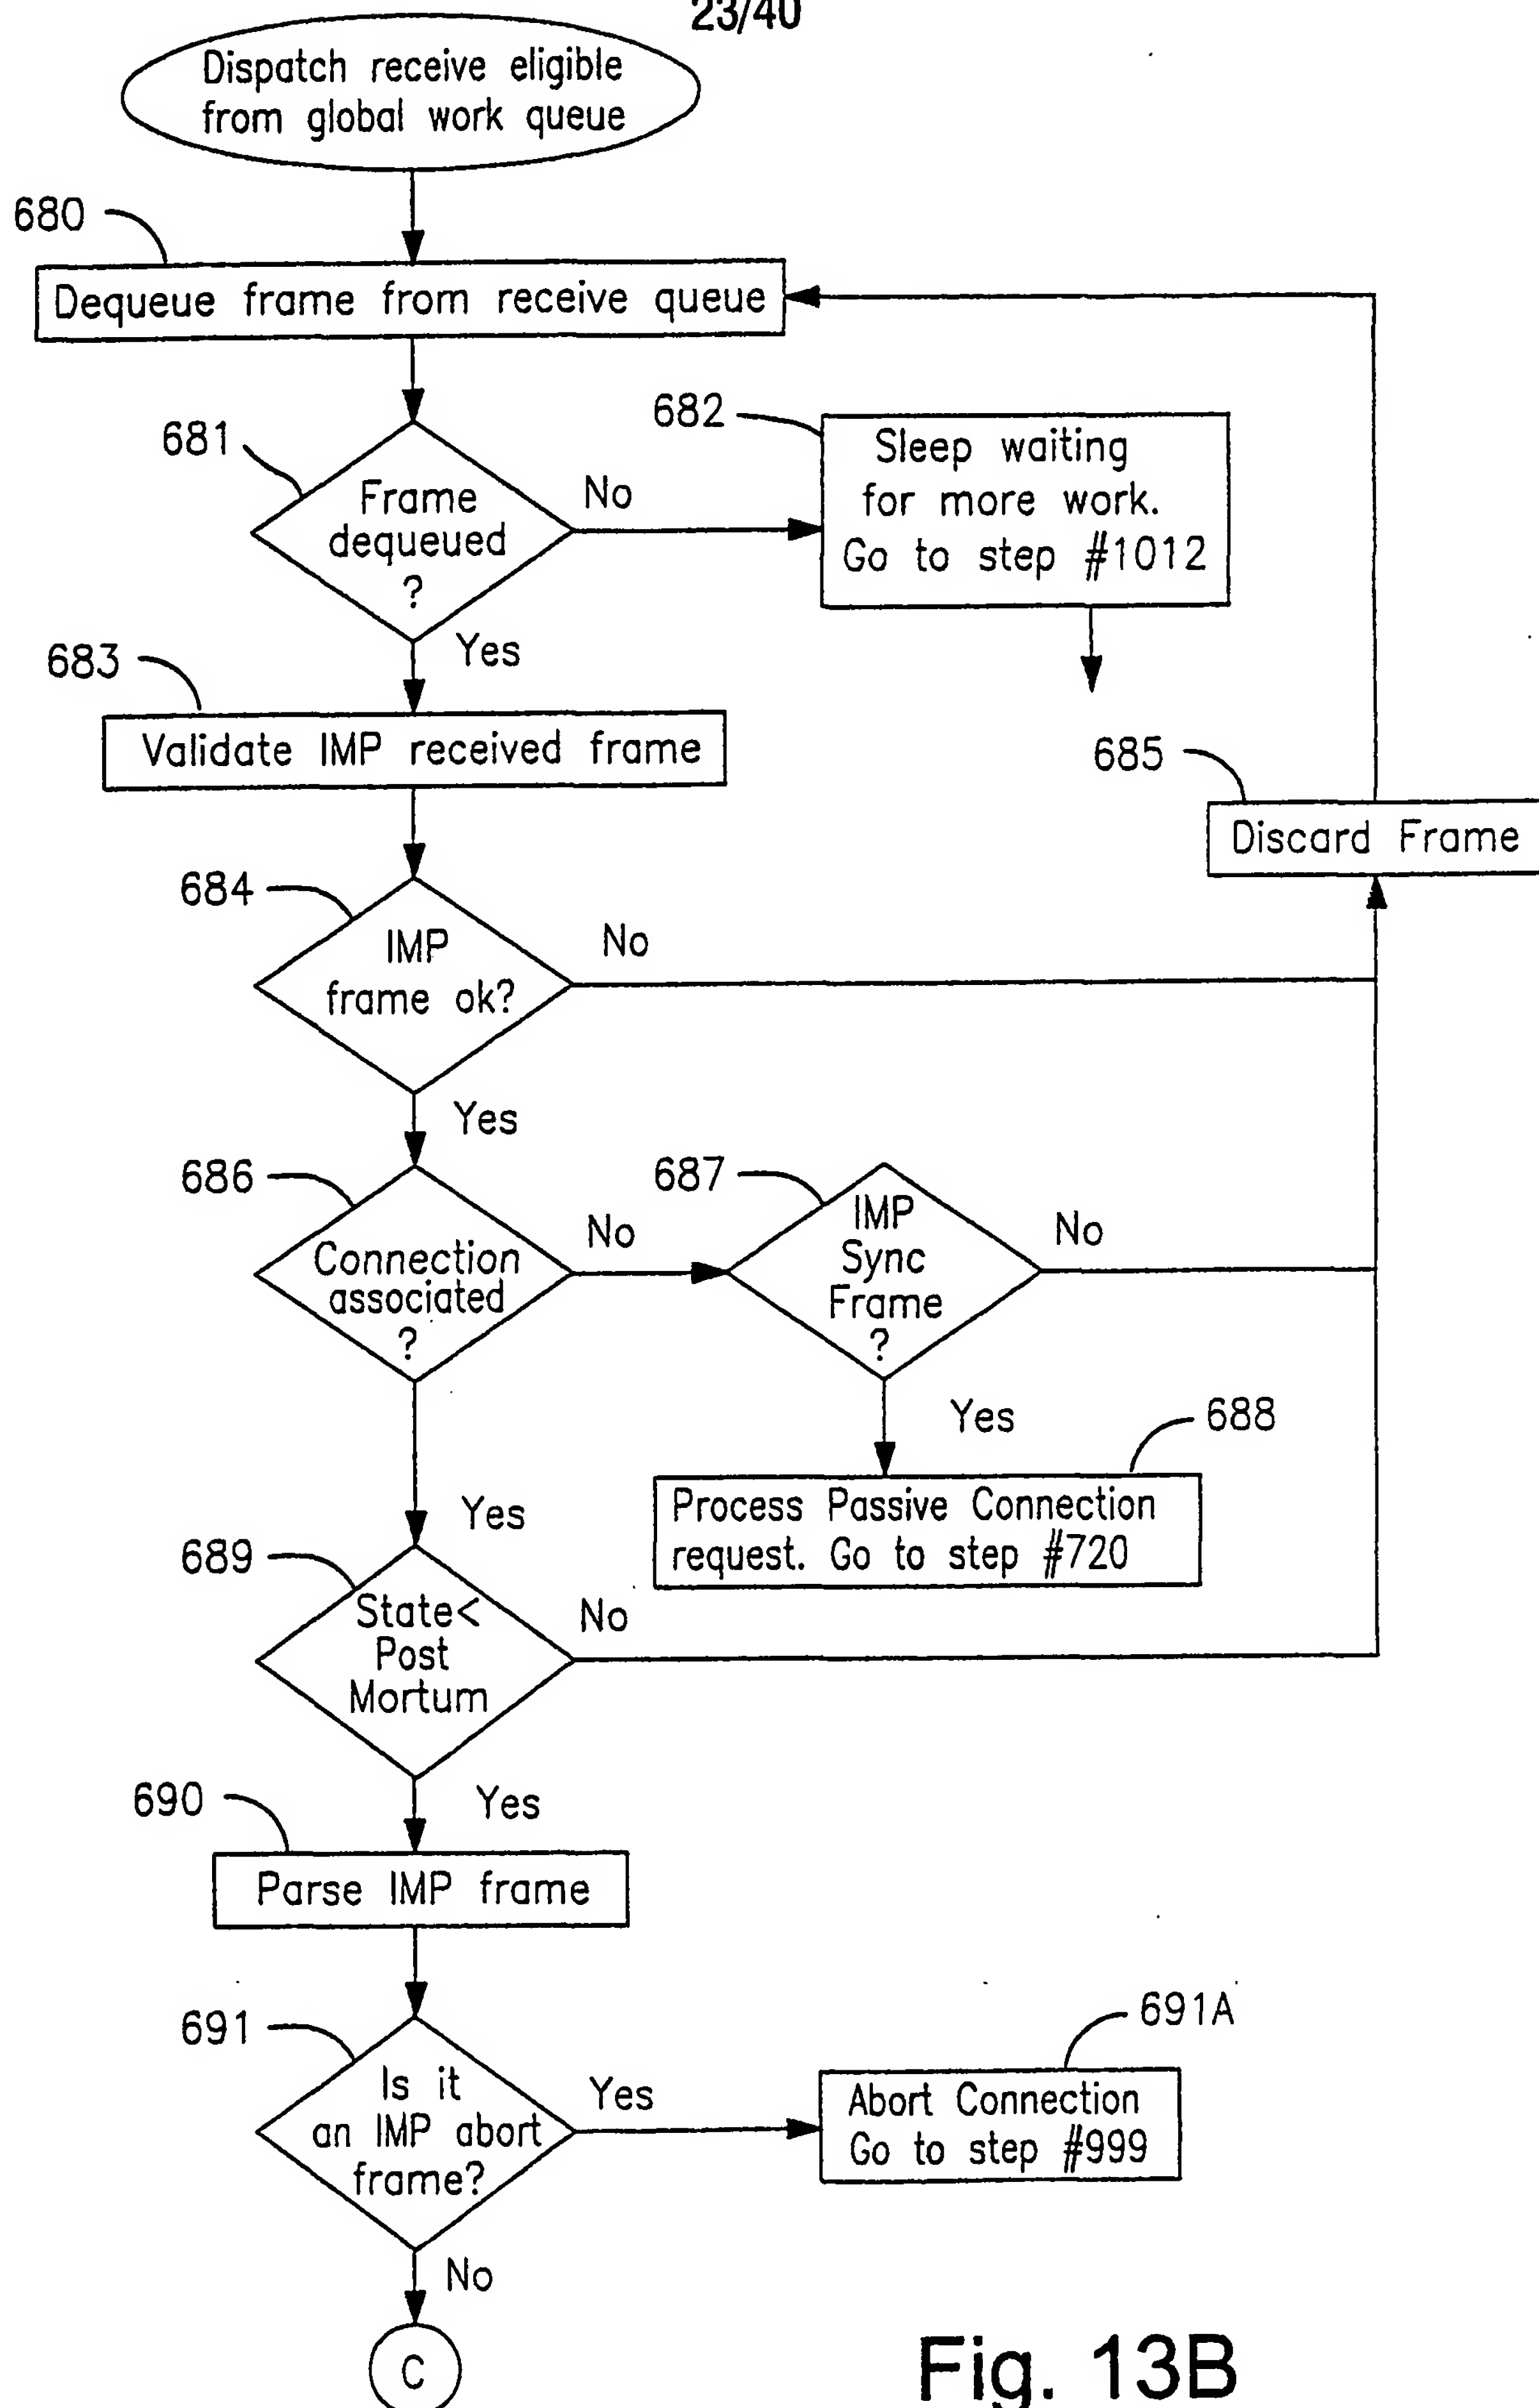 23/40
Dispatch receive eligible
from global work queue
680
Dequeue frame from receive queue
681
Frame
dequeued
?
No
682
Sleep waiting
for more work.
Go to step #1012
Yes
683
Validate IMP received frame
685
Discard Frame
684
IMP
frame ok?
No
Yes
686
Connection
associated
?
No
687
IMP
Sync
Frame
?
No
Yes
688
Process Passive Connection
request. Go to step #720
Yes
689
State<
Post
Mortum
No
Yes
690
Parse IMP frame
691
Is it
an IMP abort
frame?
Yes
691A
Abort Connection
Go to step #999
No
C
Fig. 13B